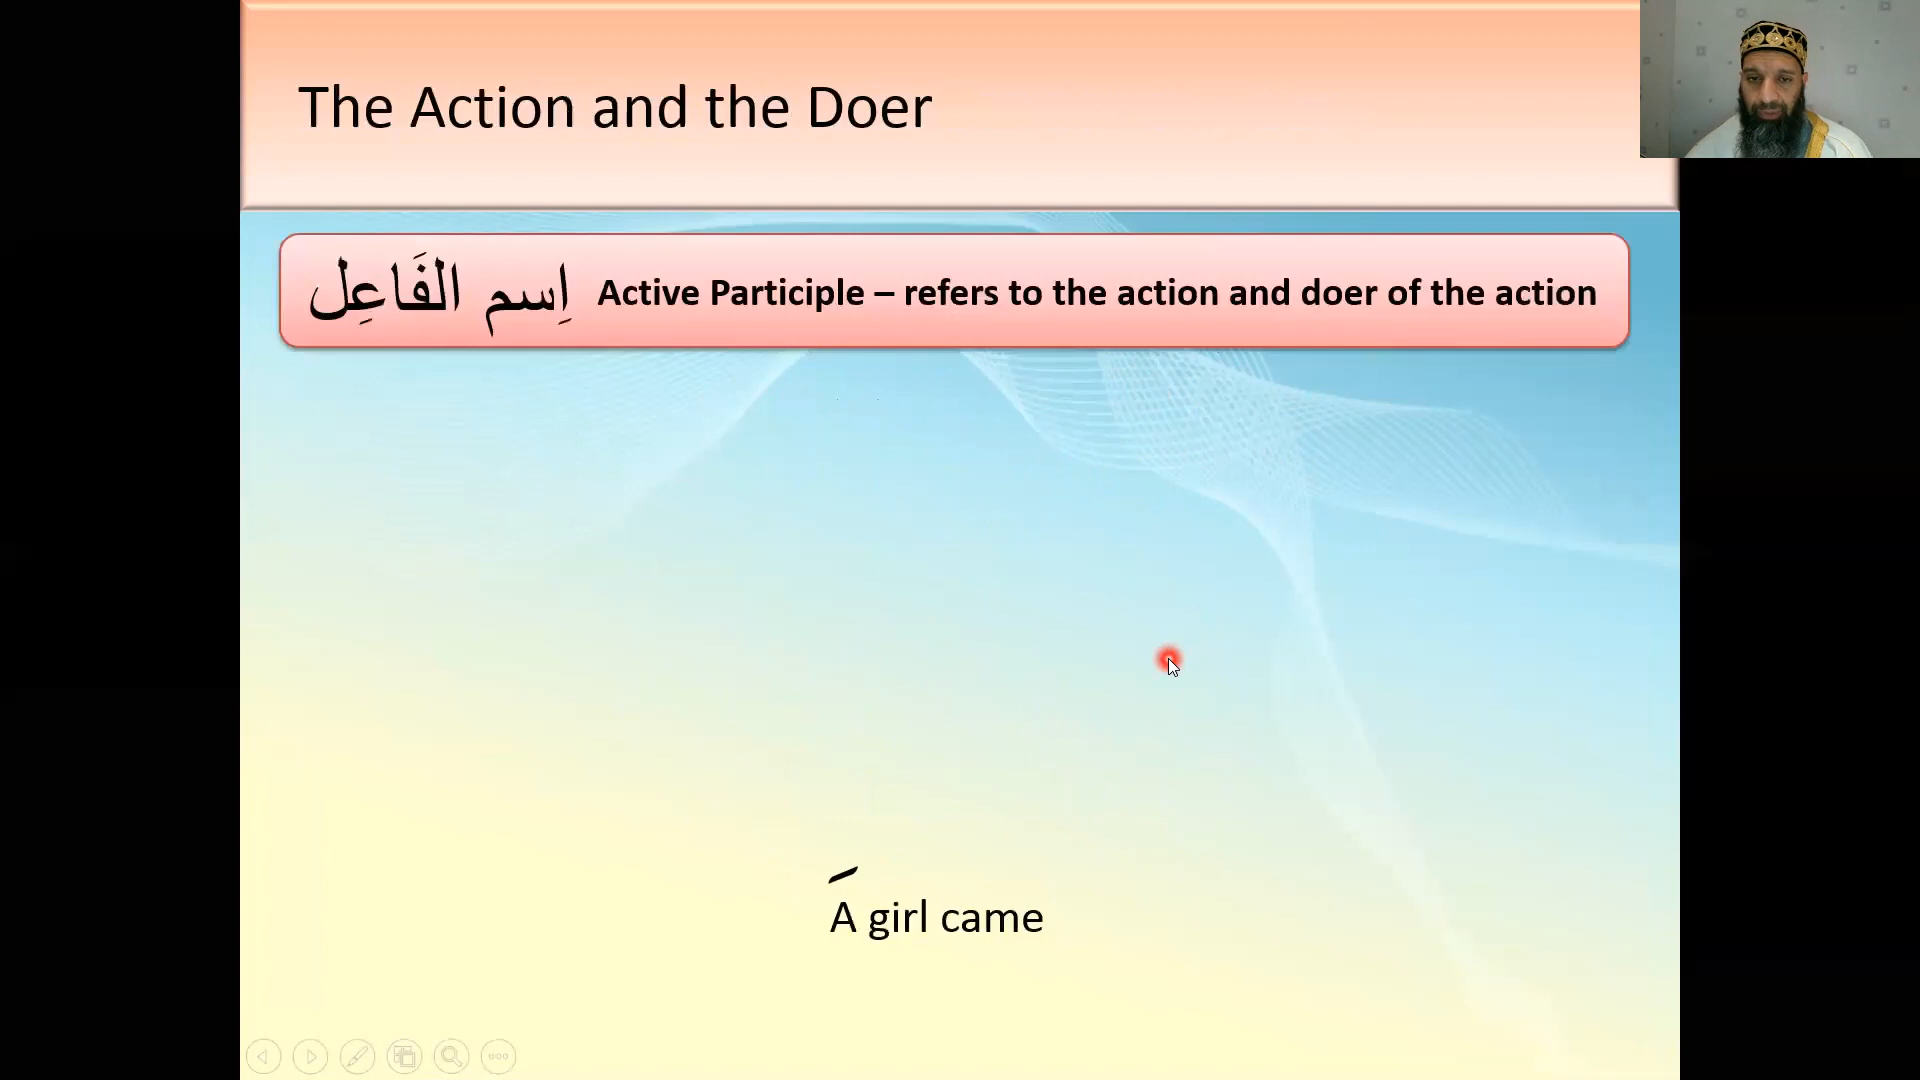 The Action and the Doer
اِسم الفَاعِل Active Participle – refers to the action and doer of the action
A girl came